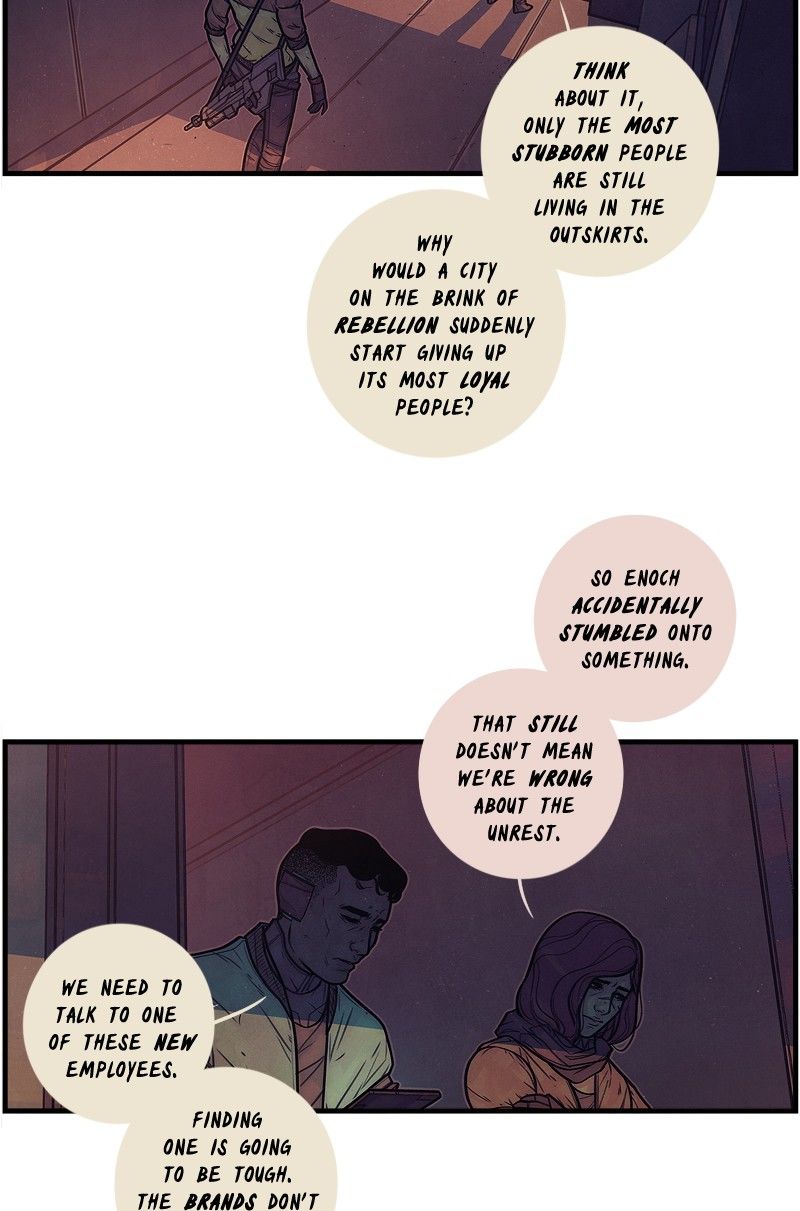 THINK
ABOUT IT,
ONLY THE MOST
STUBBORN PEOPLE
ARE STILL
LIVING IN THE
OUTSKIRTS.
WHY
WOULD A CITY
ON THE BRINK OF
REBELLION SUDDENLY
START GIVING UP
ITS MOST LOYAL
PEOPLE?
SO ENOCH
ACCIDENTALLY
STUMBLED ONTO
SOMETHING.
THAT STILL
DOESN'T MEAN
WE'RE WRONG
ABOUT THE
UNREST.
WE NEED TO
TALK TO ONE
OF THESE NEW
EMPLOYEES.
FINDING
ONE IS GOING
TO BE TOUGH.
THE BRANDS DON'T